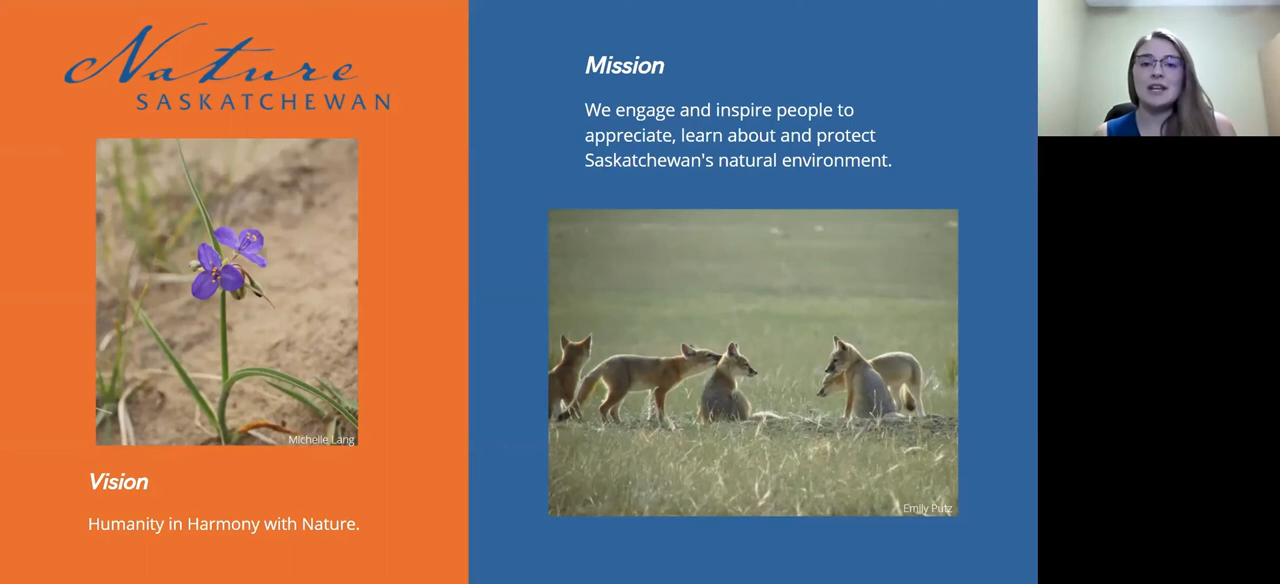 Nature
SASKATCHEWAN
Michelle Lang
Vision
Humanity in Harmony with Nature.
Mission
We engage and inspire people to
appreciate, learn about and protect
Saskatchewan's natural environment.
Emily Putz